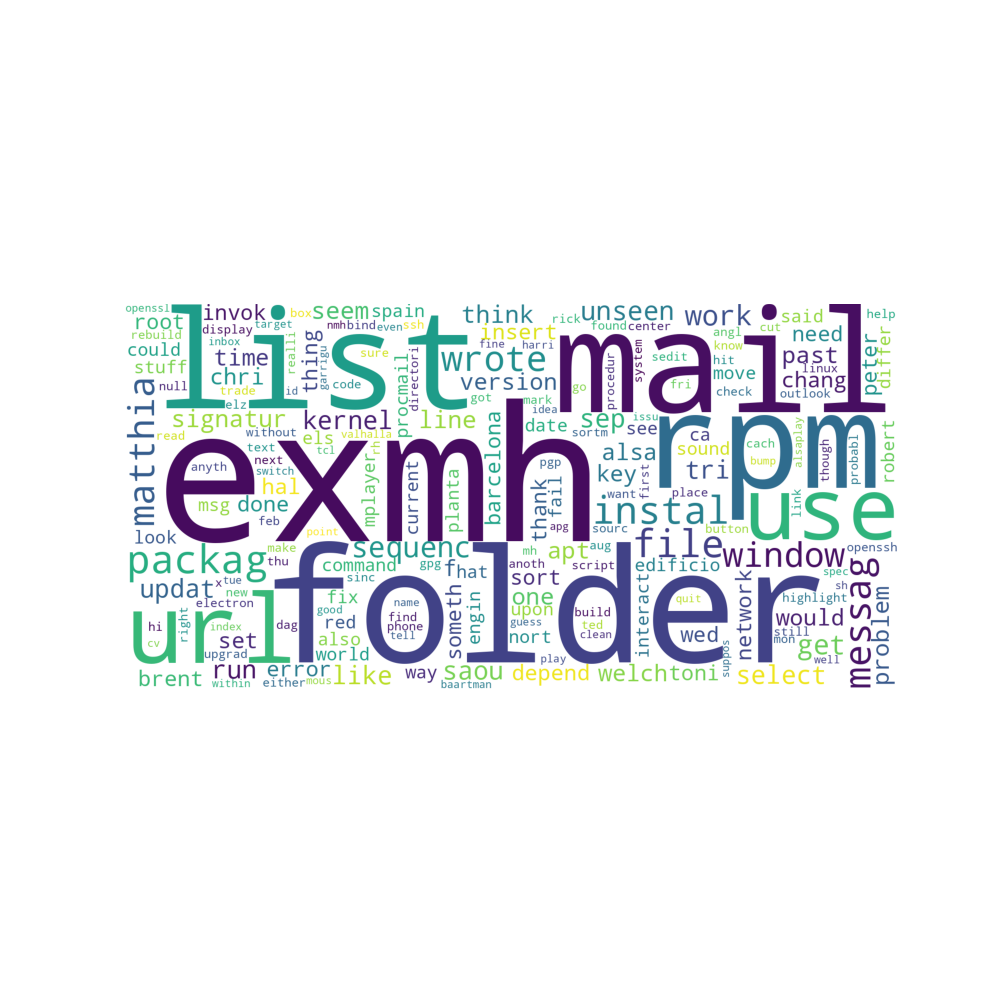 openssl
list
invok
seem
spain
think
unseen
work
mail
said
help
root
rebuild
display
target
box
nmhbind
even
ssh
insert
rick
found
center
angl
cut
need
could
inbox
reallli
thing
wrote
fine
harri
sedit
hit
know
past
linux
peter
differ
stuff
time
chri
null
id
sure
code
garrigu
directori
procmail
version
go
procedur
system
fri
move
check
chang
outlook
matthia
trade
elz
got
mark
idea
sortm
issu
rpm
signatur
kernel
line
date
sep
see
ca
sound
cach
alsaplay
though
probabl
robert
read
without
els
valhalla
rh
text
tcl
exmh
alsa
tri
bump
anyth
next
switch
hal
mplayer
current
planta
barcelona
thank
pgp
fail
key
want
first
place
link
use
msg
done
feb
look
point
apg
instal
sourc
button
packag
make
thu
sequenc
mh
apt
aug
file
window
openssh
messag
command
gpg
fhat
anoth
script
edificio
spec
updat
x
tue
new
sinc
folder
sort
interact
network
quit
highlight
sh
electron
fix
good
name
someth
engin
one
build
uri
hi
cv
right
index
dag
red
find
phone
tell
upon
guess
ted
clean
wed
would
still
mon
problem
upgrad
set
also
world
nort
play
suppos
get
well
brent
run
error
within
either
mous
like
way
saou
baartman
depend
welchtoni
select